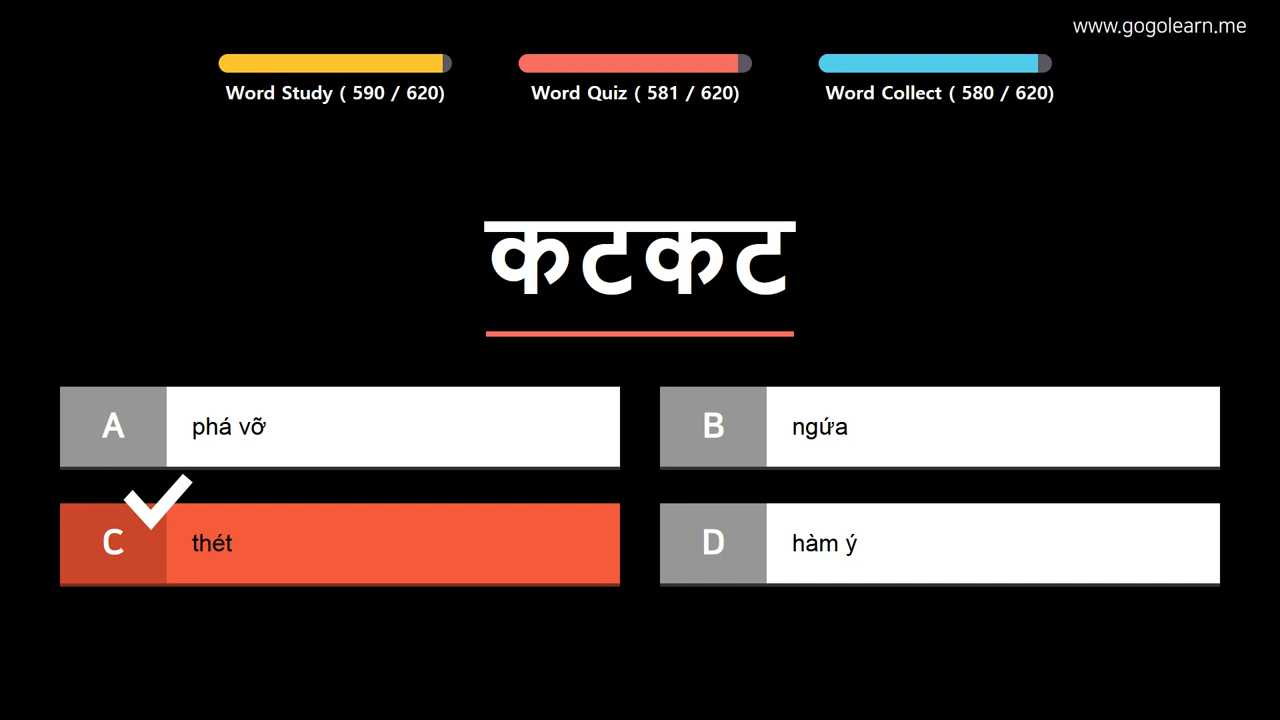 www.gogolearn.me
Word Study ( 590 / 620)
Word Quiz ( 581 / 620)
Word Collect ( 580 / 620)
कटकट
A phá vỡ
B ngứa
C thét
D hàm ý